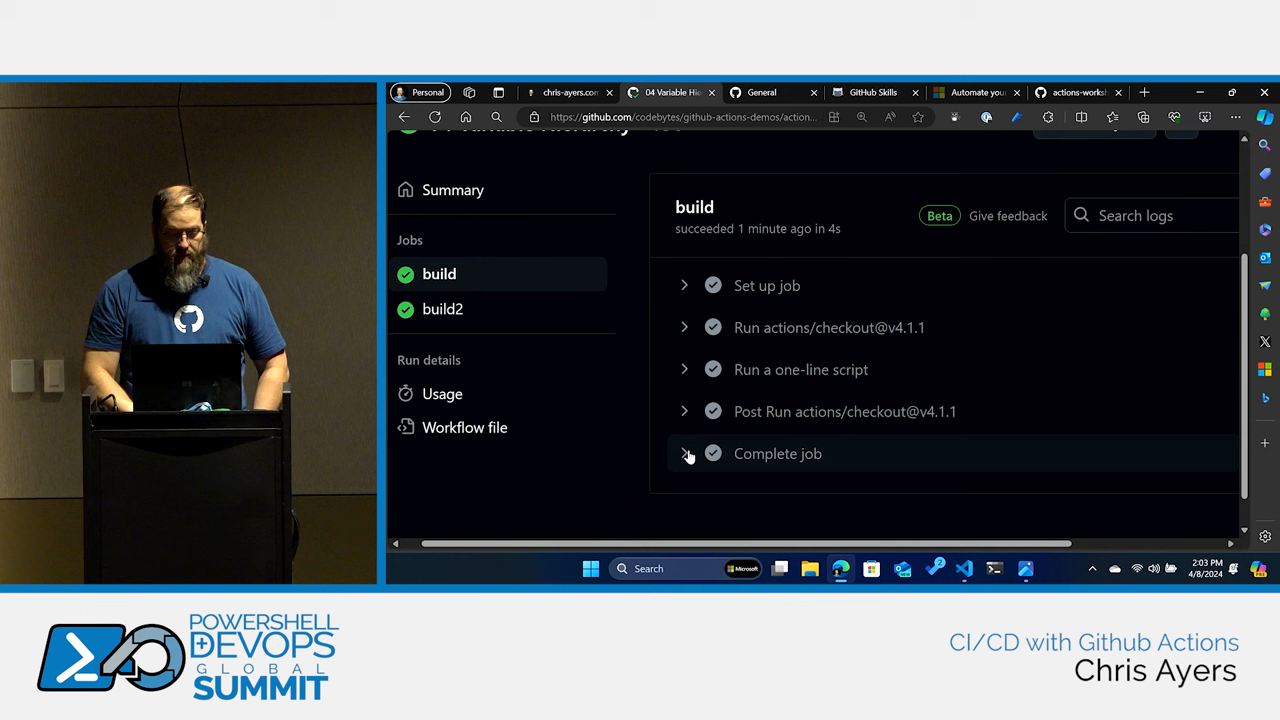 Personal
chris-ayers.com
04 Variable Hie
General
GitHub Skills
Automate your
actions-works
https://github.com/codebytes/github-actions-demos/action...
Summary
Jobs
build
build2
Run details
Usage
Workflow file
build
succeeded 1 minute ago in 4s
Beta
Give feedback
Search logs
Set up job
Run actions/checkout@v4.1.1
Run a one-line script
Post Run actions/checkout@v4.1.1
Complete job
Search
Microsoft
2:03 PM
4/8/2024
POWERSHELL
+DEVOPS
GLOBAL
SUMMIT
CI/CD with Github Actions
Chris Ayers